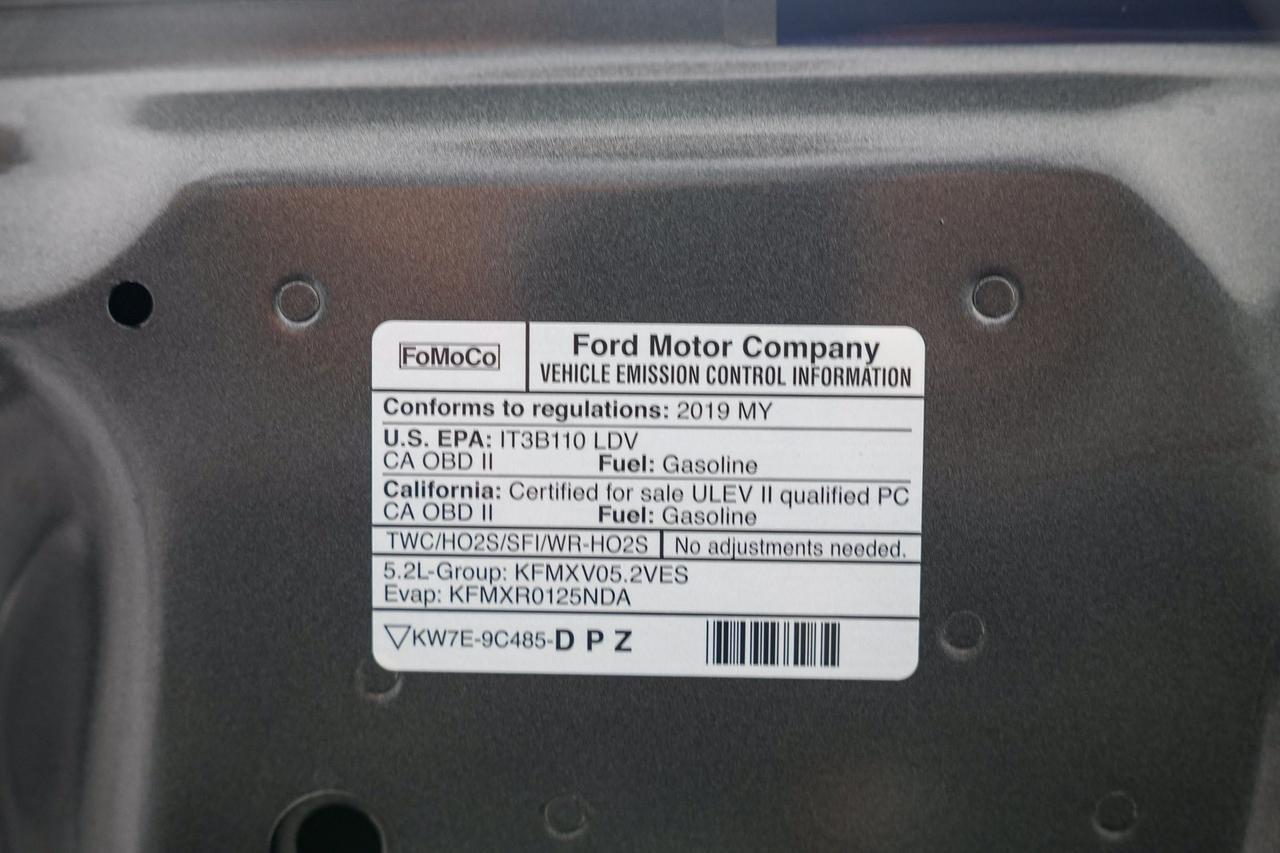 FoMoCo
Ford Motor Company
VEHICLE EMISSION CONTROL INFORMATION
Conforms to regulations: 2019 MY
U.S. EPA: IT3B110 LDV
CA OBD II Fuel: Gasoline
California: Certified for sale ULEV II qualified PC
CA OBD II Fuel: Gasoline
TWC/HO2S/SFI/WR-HO2S No adjustments needed.
5.2L-Group: KFMXV05.2VES
Evap: KFMXR0125NDA
▽KW7E-9C485-D P Z